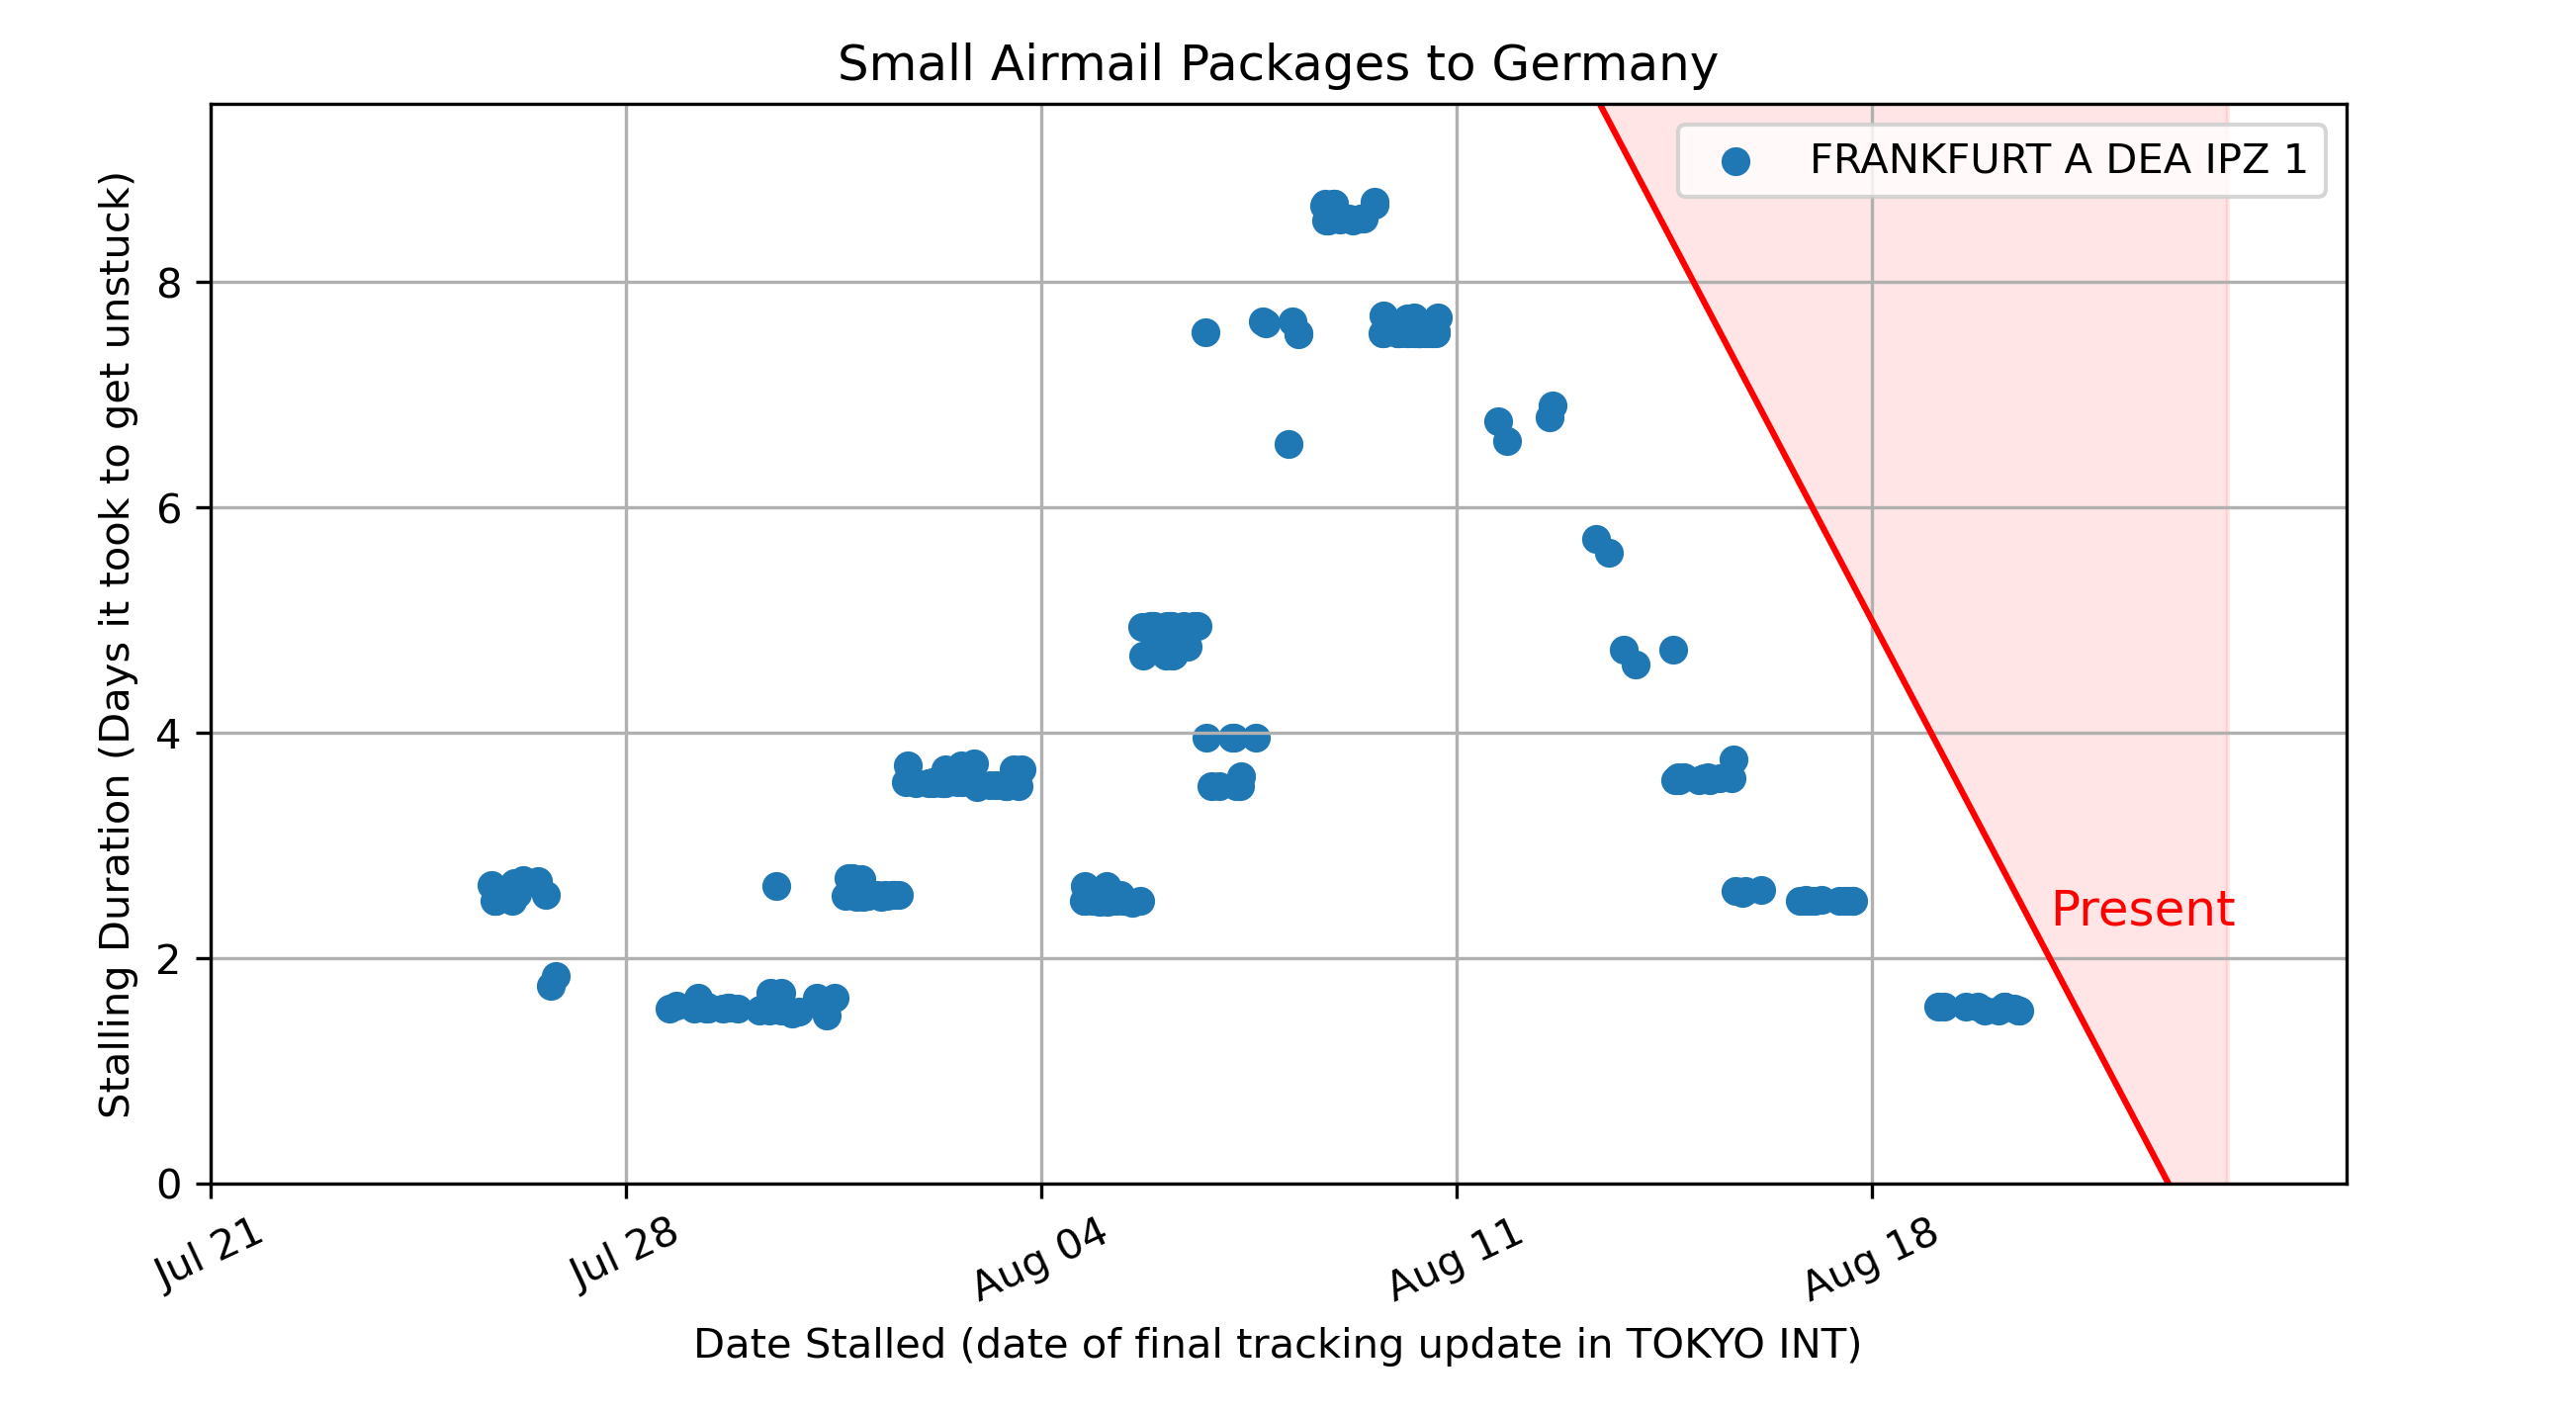 Small Airmail Packages to Germany
FRANKFURT A DEA IPZ 1
Stalling Duration (Days it took to get unstuck)
8
6
4
2
0
Present
Jul 21
Jul 28
Aug 04
Aug 11
Aug 18
Date Stalled (date of final tracking update in TOKYO INT)